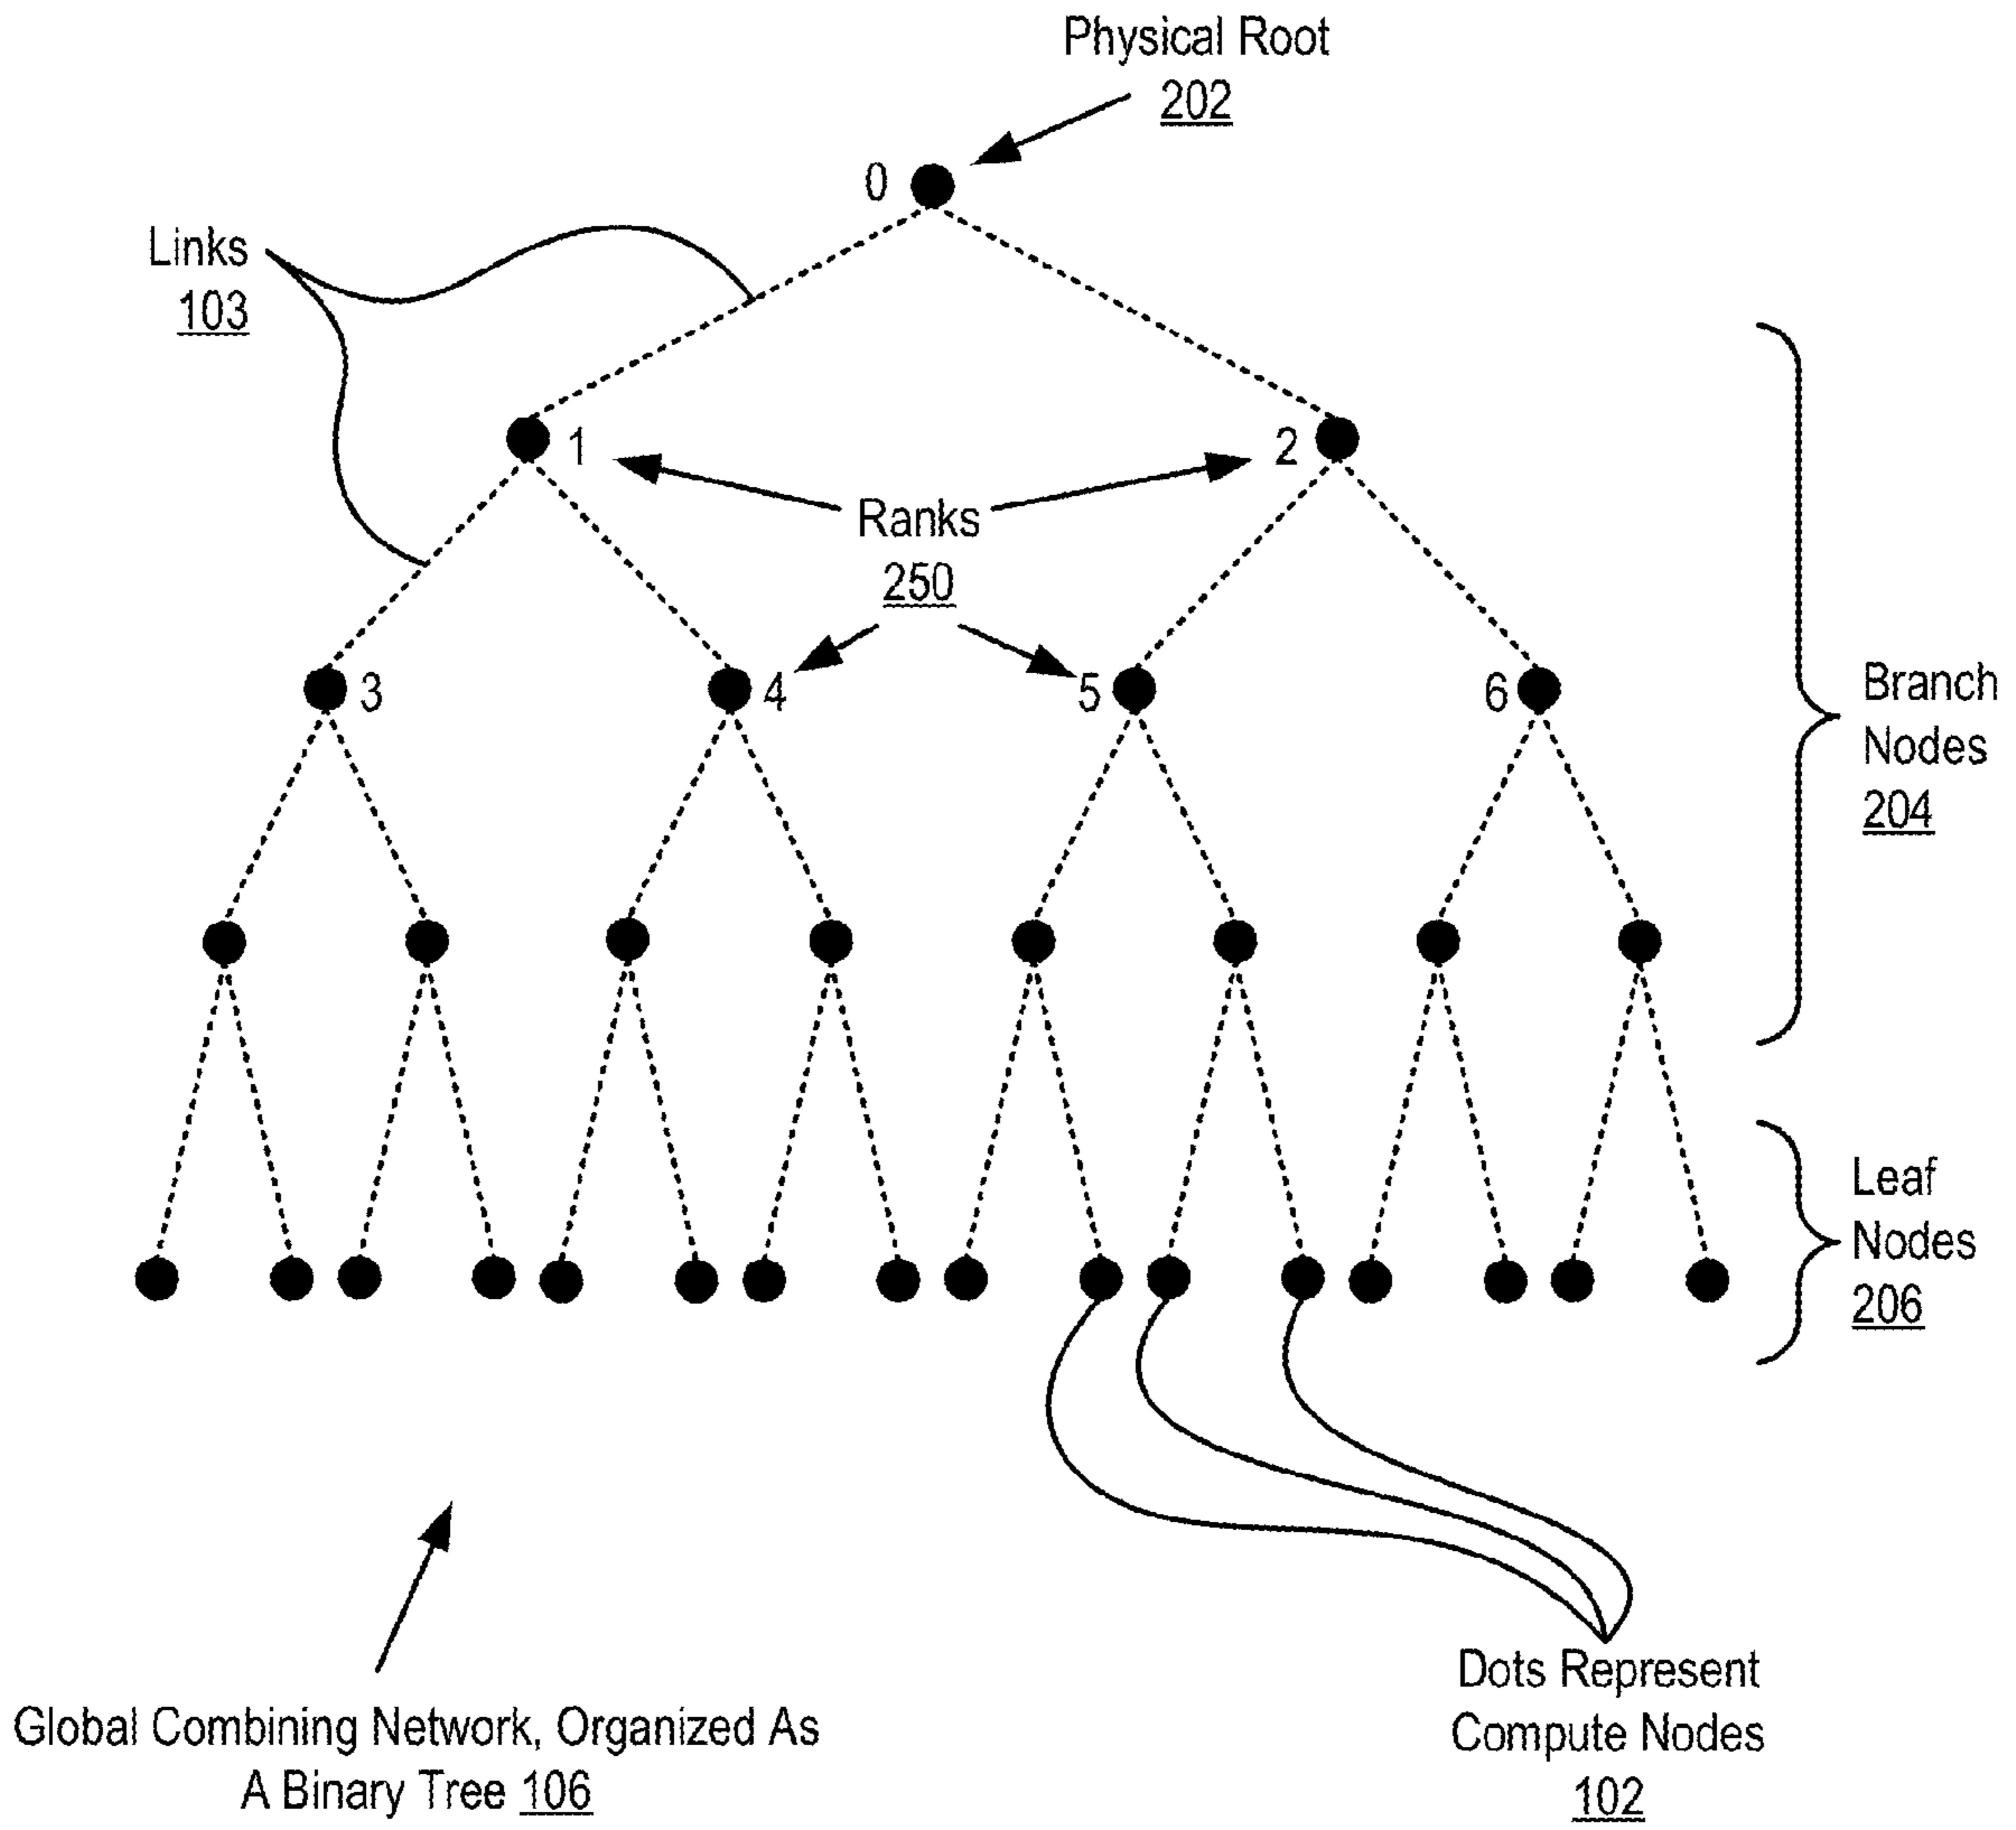 Physical Root
202
0
Links
103
1
2
Ranks
250
3
4
5
6
Branch
Nodes
204
Leaf
Nodes
206
Dots Represent
Compute Nodes
102
Global Combining Network, Organized As
A Binary Tree 106